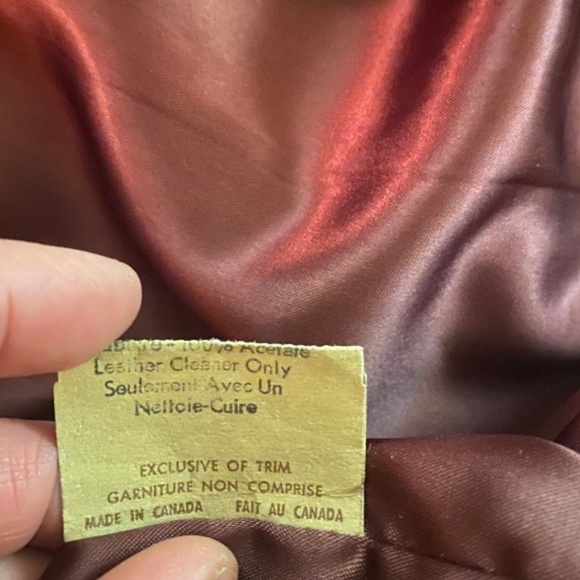 100% Acetate
Leather Cleaner Only
Seulement Avec Un
Nettoie-Cuire
EXCLUSIVE OF TRIM
GARNITURE NON COMPRISE
MADE IN CANADA FAIT AU CANADA